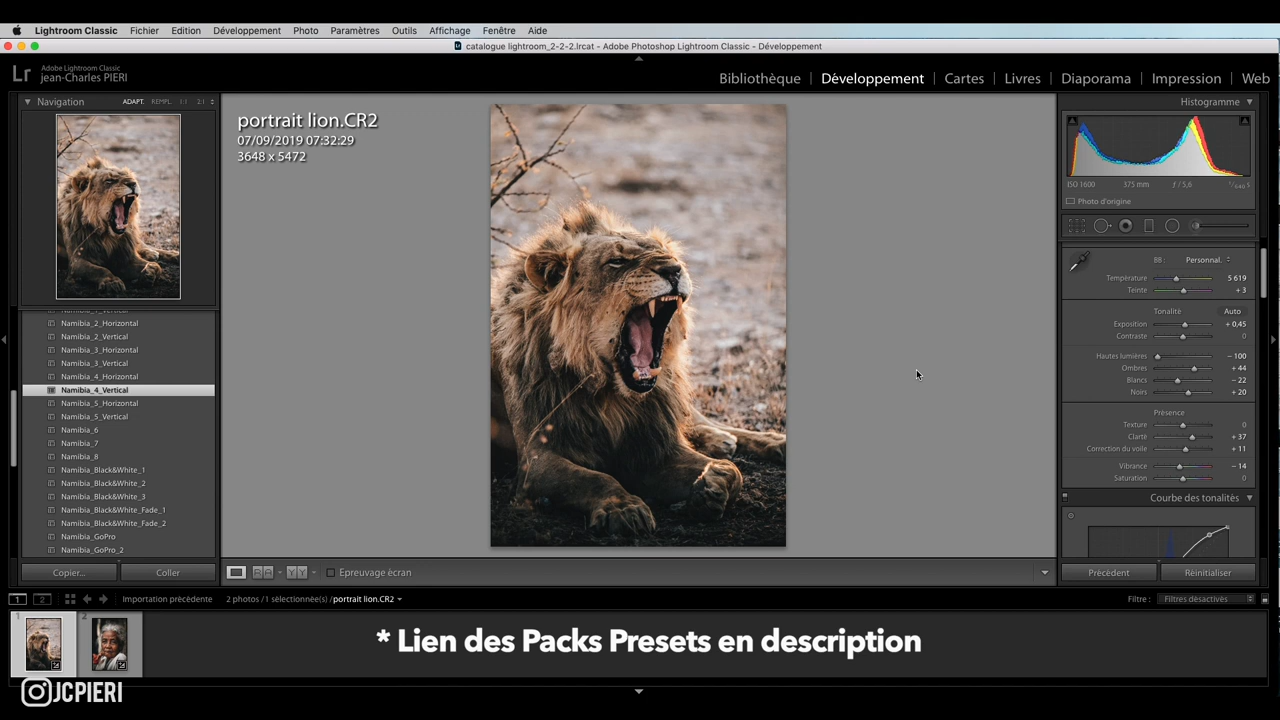 Lightroom Classic Fichier Edition Développement Photo Paramètres Outils Affichage Fenêtre Aide
catalogue lightroom_2-2-2.lrcat - Adobe Photoshop Lightroom Classic - Développement
Lr Adobe Lightroom Classic
jean-Charles PIERI
Bibliothèque | Développement | Cartes | Livres | Diaporama | Impression | Web
Navigation ADAPT. REMPL. 1:1 2:1
portrait lion.CR2
07/09/2019 07:32:29
3648 x 5472
Namibia_2_Horizontal
Namibia_2_Vertical
Namibia_3_Horizontal
Namibia_3_Vertical
Namibia_4_Horizontal
Namibia_4_Vertical
Namibia_5_Horizontal
Namibia_5_Vertical
Namibia_6
Namibia_7
Namibia_8
Namibia_Black&White_1
Namibia_Black&White_2
Namibia_Black&White_3
Namibia_Black&White_Fade_1
Namibia_Black&White_Fade_2
Namibia_GoPro
Namibia_GoPro_2
Copier... Coller
Epreuvage écran
Histogramme
ISO 1600 375 mm ƒ / 5,6 1/640 s
Photo d'origine
BB : Personnal.
Température 5 619
Teinte + 3
Tonalité Auto
Exposition + 0,45
Contraste 0
Hautes lumières − 100
Ombres + 44
Blancs − 22
Noirs + 20
Présence
Texture 0
Clarté + 37
Correction du voile + 11
Vibrance − 14
Saturation 0
Courbe des tonalités
Précédent Réinitialiser
1 2 Importation précédente 2 photos / 1 sélectionnée(s) / portrait lion.CR2 Filtre : Filtres désactivés
1 2
* Lien des Packs Presets en description
JCPIERI